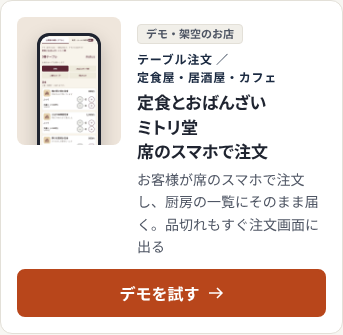 デモ・架空のお店
テーブル注文 ／
定食屋・居酒屋・カフェ
定食とおばんざい
ミトリ堂
席のスマホで注文
お客様が席のスマホで注文
し、厨房の一覧にそのまま届
く。品切れもすぐ注文画面に
出る
デモを試す →